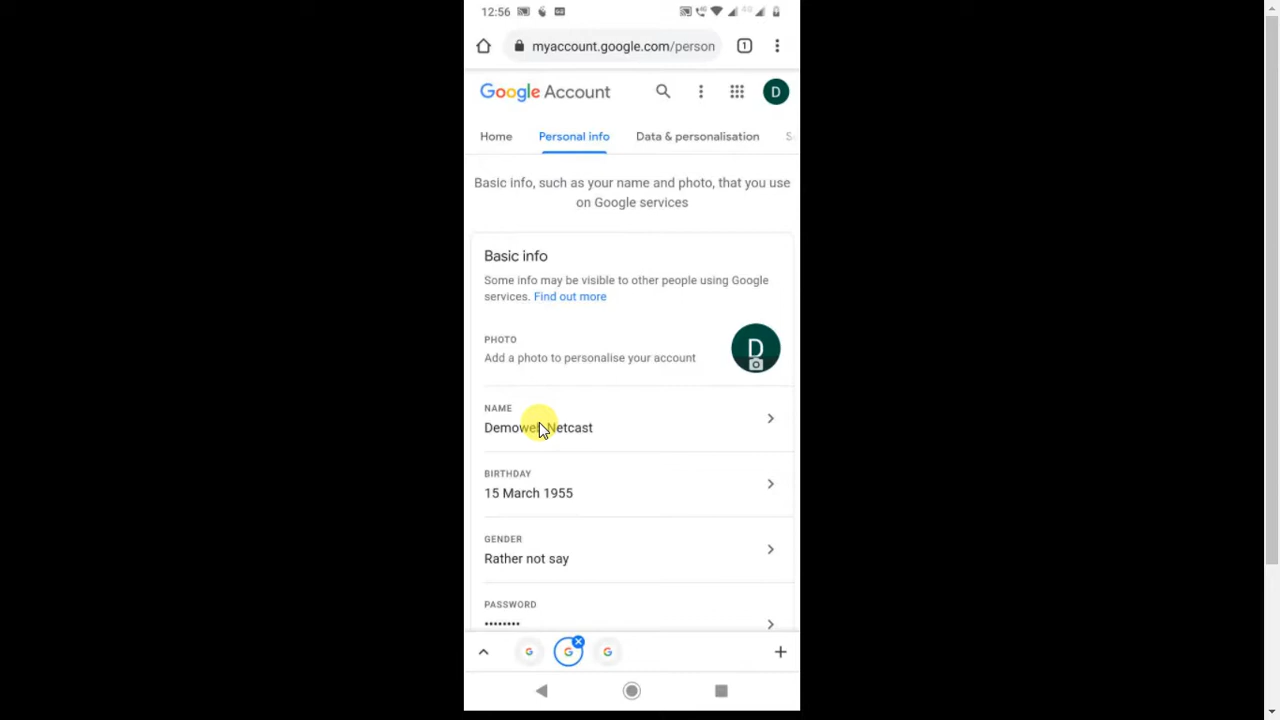 12:56
4G
myaccount.google.com/person
1
Google Account
D
Home Personal info Data & personalisation S
Basic info, such as your name and photo, that you use
on Google services
Basic info
Some info may be visible to other people using Google
services. Find out more
PHOTO
Add a photo to personalise your account
D
NAME
Netcast
BIRTHDAY
15 March 1955
GENDER
Rather not say
PASSWORD
••••••••
G G G